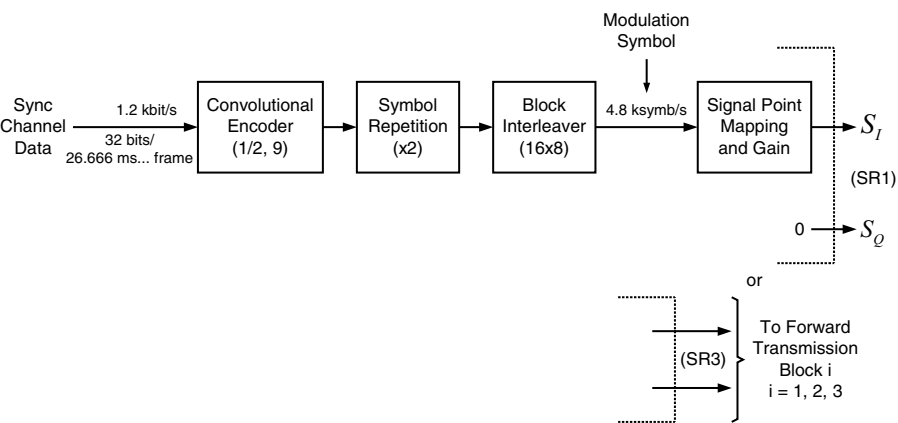 Modulation
Symbol
Sync
Channel
Data
1.2 kbit/s
32 bits/
26.666 ms... frame
Convolutional
Encoder
(1/2, 9)
Symbol
Repetition
(x2)
Block
Interleaver
(16x8)
4.8 ksymb/s
Signal Point
Mapping
and Gain
S_I
(SR1)
0
S_Q
or
(SR3)
To Forward
Transmission
Block i
i = 1, 2, 3